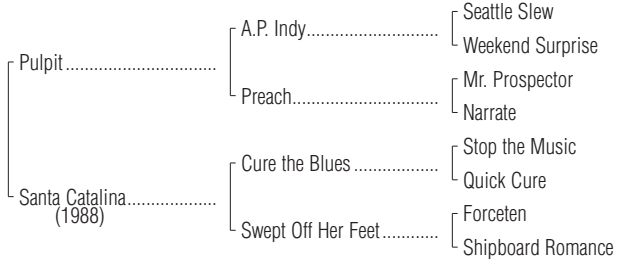 Seattle Slew
A.P. Indy..............................
Weekend Surprise
Pulpit..................................
Mr. Prospector
Preach.................................
Narrate
Stop the Music
Cure the Blues....................
Quick Cure
Santa Catalina.....................
(1988)
Forceten
Swept Off Her Feet..............
Shipboard Romance